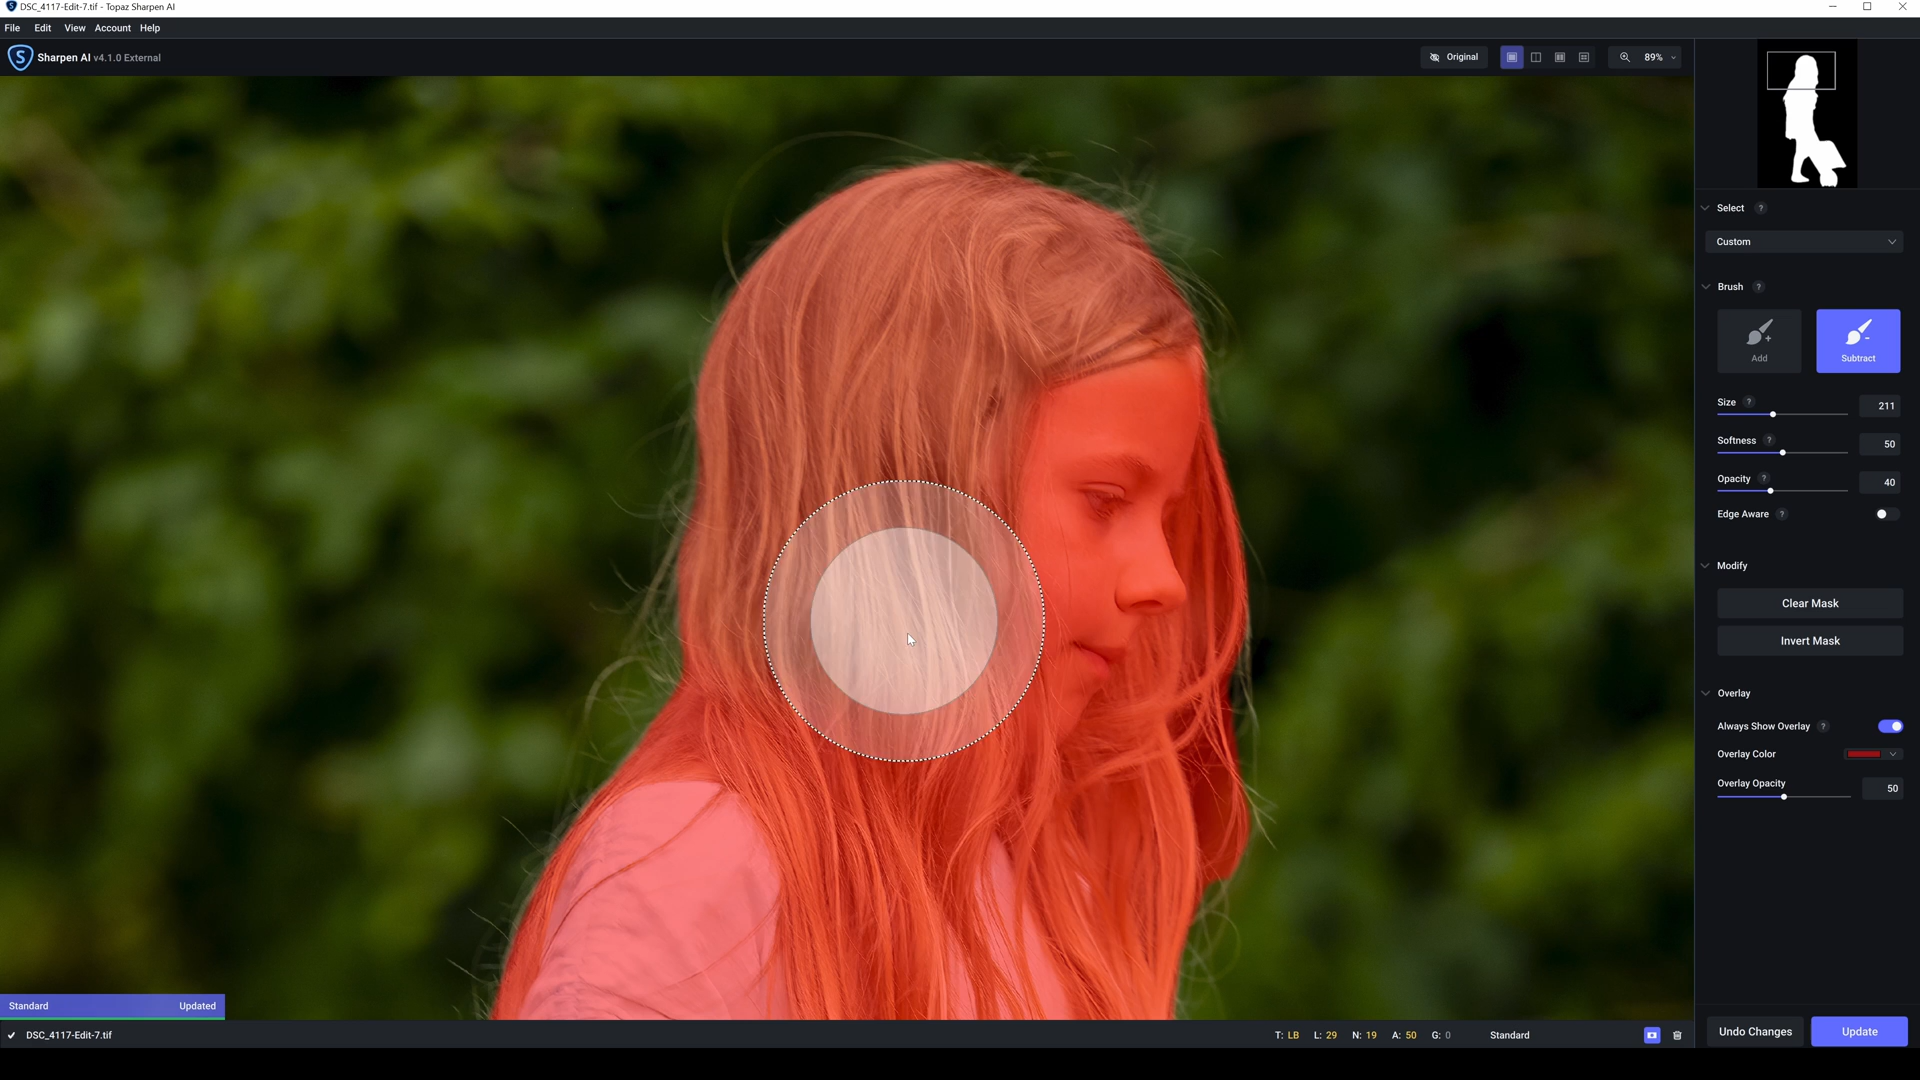 DSC_4117-Edit-7.tif - Topaz Sharpen AI
File Edit View Account Help
Sharpen AI v4.1.0 External
Original
89%
Select ?
Custom
Brush ?
Add
Subtract
Size ?
211
Softness ?
50
Opacity ?
40
Edge Aware ?
Modify
Clear Mask
Invert Mask
Overlay
Always Show Overlay ?
Overlay Color
Overlay Opacity
50
Standard Updated
DSC_4117-Edit-7.tif
T: LB L: 29 N: 19 A: 50 G: 0 Standard
Undo Changes
Update